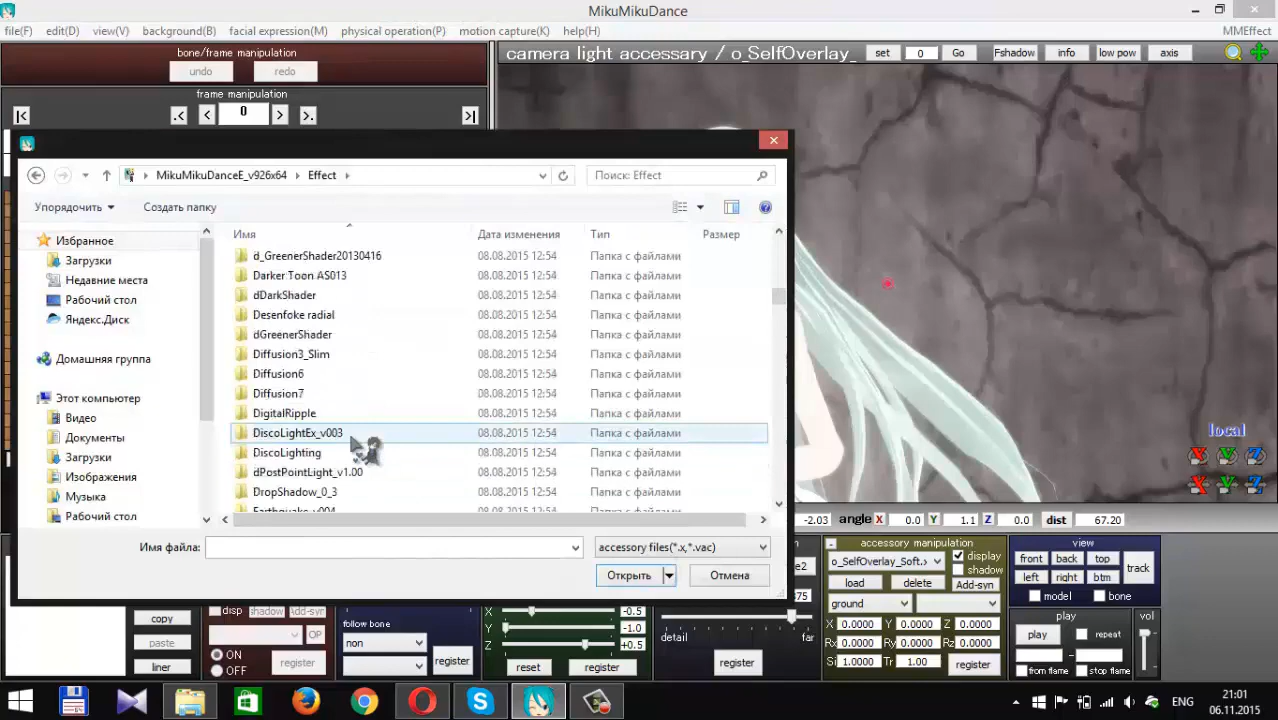 MikuMikuDance
file(F) edit(D) view(V) background(B) facial expression(M) physical operation(P) motion capture(K) help(H) MMEffect
bone/frame manipulation
undo redo
frame manipulation
0
camera light accessary / o_SelfOverlay_ set 0 Go Fshadow info low pow axis
MikuMikuDanceE_v926x64 Effect
Поиск: Effect
Упорядочить Создать папку
Имя Дата изменения Тип Размер
Избранное
Загрузки
Недавние места
Рабочий стол
Яндекс.Диск
Домашняя группа
Этот компьютер
Видео
Документы
Загрузки
Изображения
Музыка
Рабочий стол
d_GreenerShader20130416 08.08.2015 12:54 Папка с файлами
Darker Toon AS013 08.08.2015 12:54 Папка с файлами
dDarkShader 08.08.2015 12:54 Папка с файлами
Desenfoke radial 08.08.2015 12:54 Папка с файлами
dGreenerShader 08.08.2015 12:54 Папка с файлами
Diffusion3_Slim 08.08.2015 12:54 Папка с файлами
Diffusion6 08.08.2015 12:54 Папка с файлами
Diffusion7 08.08.2015 12:54 Папка с файлами
DigitalRipple 08.08.2015 12:54 Папка с файлами
DiscoLightEx_v003 08.08.2015 12:54 Папка с файлами
DiscoLighting 08.08.2015 12:54 Папка с файлами
dPostPointLight_v1.00 08.08.2015 12:54 Папка с файлами
DropShadow_0_3 08.08.2015 12:54 Папка с файлами
Earthquake_v004 08.08.2015 12:54 Папка с файлами
Имя файла: accessory files(*.x,*.vac)
Открыть Отмена
local
X Y Z
X Y Z
-2.03 angle X 0.0 Y 1.1 Z 0.0 dist 67.20
accessory manipulation
o_SelfOverlay_Soft.x display
shadow
load delete Add-syn
ground
X 0.0000 Y 0.0000 Z 0.0000
Rx 0.0000 Ry 0.0000 Rz 0.0000
Si 1.0000 Tr 1.00 register
view
front back top track
left right btm
model bone
play
play repeat
-
from flame stop flame
vol
copy
paste
liner
disp shadow Add-syn
OP
ON
OFF
register
follow bone
non
register
X -0.5
Y -1.0
Z +0.5
reset register
detail far
register
ENG
21:01
06.11.2015